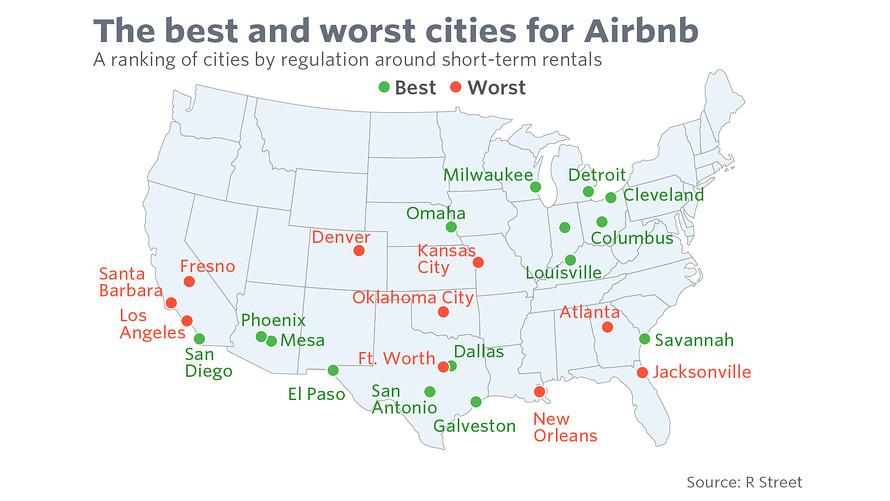 The best and worst cities for Airbnb
A ranking of cities by regulation around short-term rentals
Best Worst
Milwaukee
Detroit
Cleveland
Omaha
Columbus
Denver
Kansas
City
Louisville
Santa
Barbara
Fresno
Oklahoma City
Los
Angeles
Phoenix
Mesa
Atlanta
Savannah
San
Diego
Ft. Worth
Dallas
Jacksonville
El Paso
San
Antonio
Galveston
New
Orleans
Source: R Street